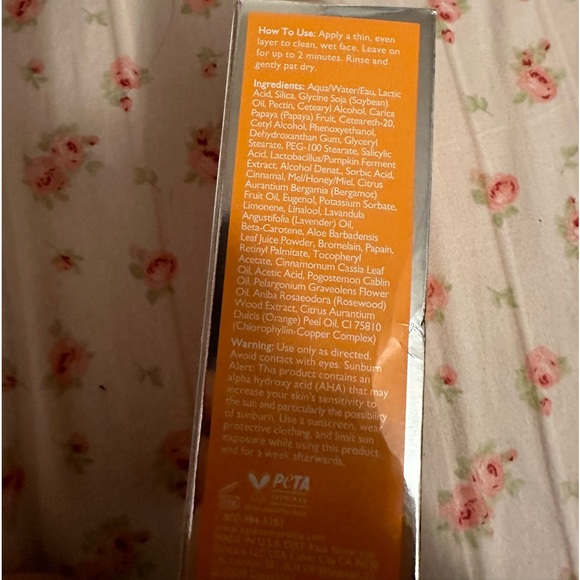 How To Use: Apply a thin, even
layer to clean, wet face. Leave on
for up to 2 minutes. Rinse and
gently pat dry.
Ingredients: Aqua/Water/Eau, Lactic
Acid, Silica, Glycine Soja (Soybean)
Oil, Pectin, Cetearyl Alcohol, Carica
Papaya (Papaya) Fruit, Ceteareth-20,
Cetyl Alcohol, Phenoxyethanol,
Dehydroxanthan Gum, Glyceryl
Stearate, PEG-100 Stearate, Salicylic
Acid, Lactobacillus/Pumpkin Ferment
Extract, Alcohol Denat., Sorbic Acid,
Cinnamal, Mel/Honey/Miel, Citrus
Aurantium Bergamia (Bergamot)
Fruit Oil, Eugenol, Potassium Sorbate,
Limonene, Linalool, Lavandula
Angustifolia (Lavender) Oil,
Beta-Carotene, Aloe Barbadensis
Leaf Juice Powder, Bromelain, Papain,
Retinyl Palmitate, Tocopheryl
Acetate, Cinnamomum Cassia Leaf
Oil, Acetic Acid, Pogostemon Cablin
Oil, Pelargonium Graveolens Flower
Oil, Aniba Rosaeodora (Rosewood)
Wood Extract, Citrus Aurantium
Dulcis (Orange) Peel Oil, CI 75810
(Chlorophyllin-Copper Complex)
Warning: Use only as directed.
Avoid contact with eyes. Sunburn
Alert: This product contains an
alpha hydroxy acid (AHA) that may
increase your skin's sensitivity to
the sun and particularly the possibility
of sunburn. Use a sunscreen, wear
protective clothing, and limit sun
exposure while using this product
and for a week afterwards.
PETA
MADE IN U.S.A.